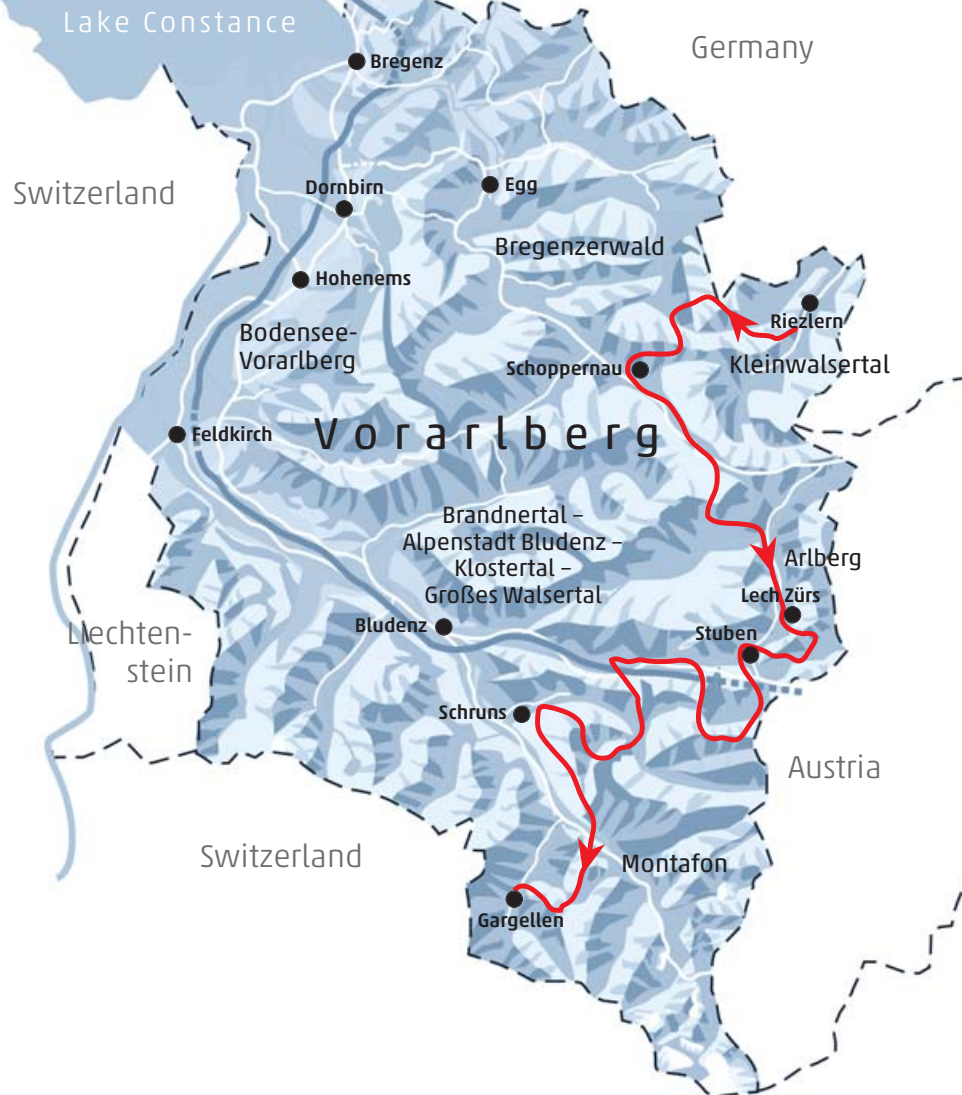 Lake Constance
Germany
Bregenz
Switzerland
Dornbirn
Egg
Bregenzerwald
Hohenems
Riezlern
Bodensee-
Vorarlberg
Schoppernau
Kleinwalsertal
Feldkirch
Vorarlberg
Brandnertal –
Alpenstadt Bludenz –
Klostertal –
Großes Walsertal
Arlberg
Lech Zürs
Liechten-
stein
Bludenz
Stuben
Schruns
Austria
Switzerland
Montafon
Gargellen